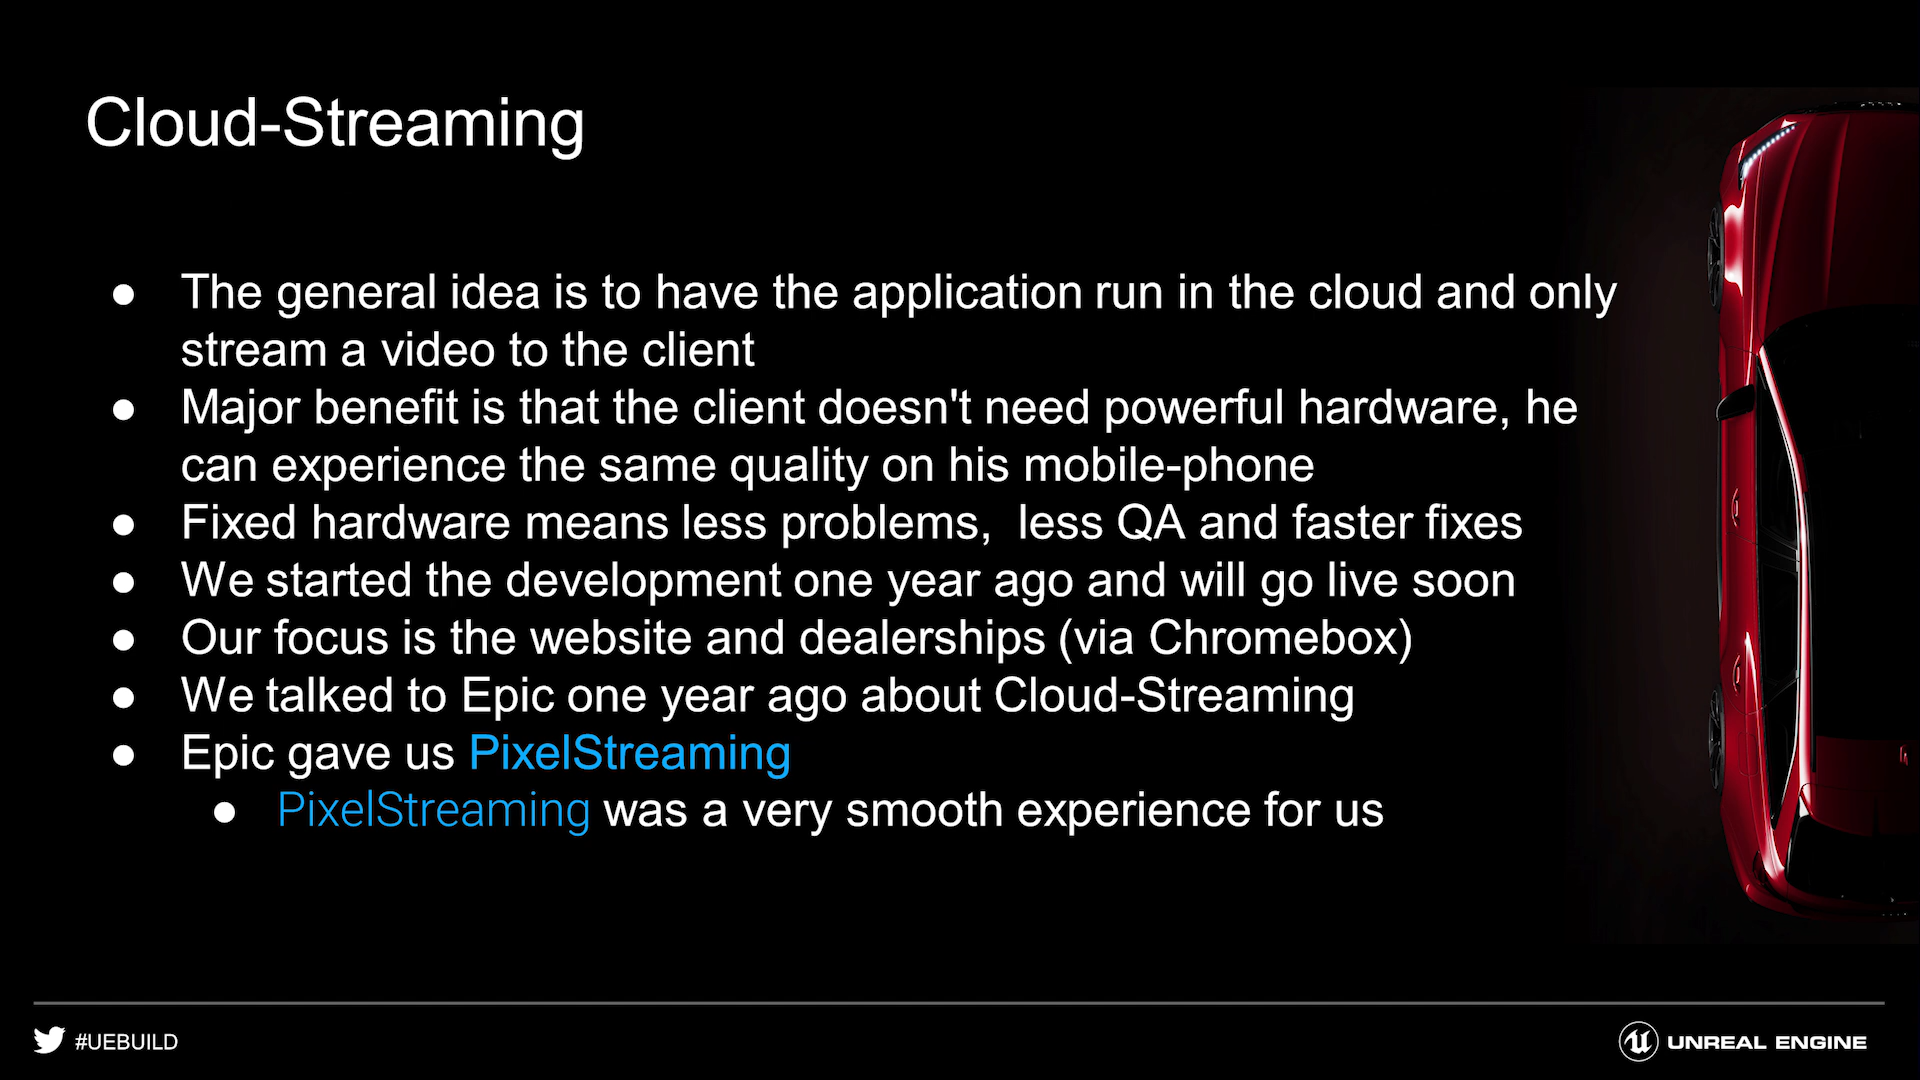 Cloud-Streaming
● The general idea is to have the application run in the cloud and only
stream a video to the client
● Major benefit is that the client doesn't need powerful hardware, he
can experience the same quality on his mobile-phone
● Fixed hardware means less problems,  less QA and faster fixes
● We started the development one year ago and will go live soon
● Our focus is the website and dealerships (via Chromebox)
● We talked to Epic one year ago about Cloud-Streaming
● Epic gave us PixelStreaming
● PixelStreaming was a very smooth experience for us
#UEBUILD
UNREAL ENGINE